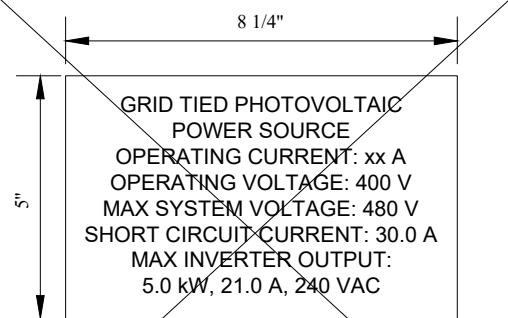 8 1/4"
5"
GRID TIED PHOTOVOLTAIC
POWER SOURCE
OPERATING CURRENT: xx A
OPERATING VOLTAGE: 400 V
MAX SYSTEM VOLTAGE: 480 V
SHORT CIRCUIT CURRENT: 30.0 A
MAX INVERTER OUTPUT:
5.0 kW, 21.0 A, 240 VAC